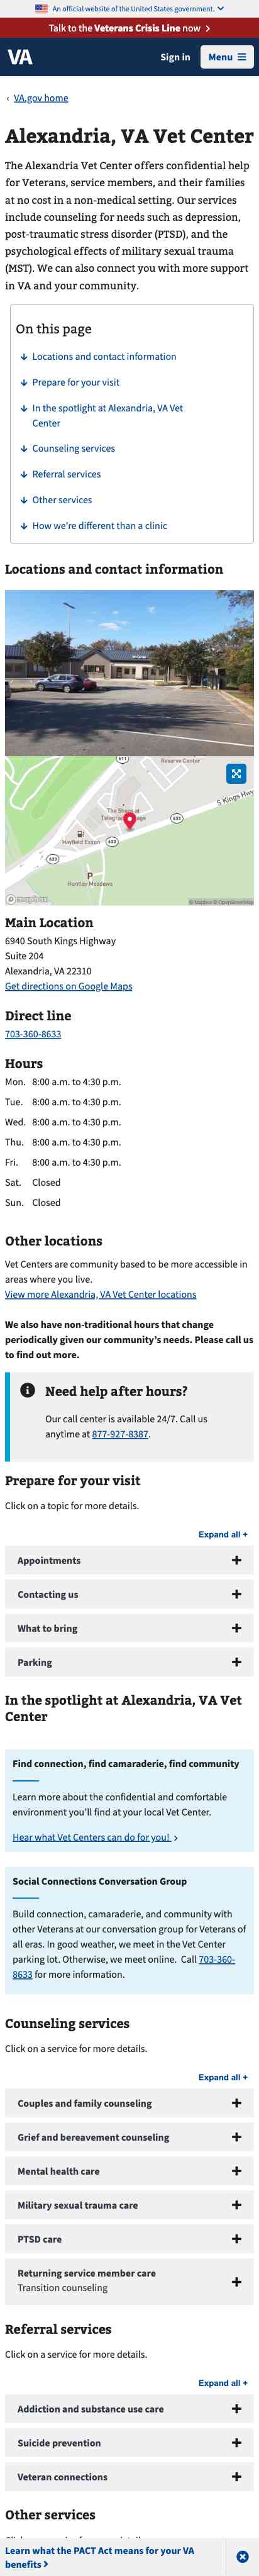 An official website of the United States government.
Talk to the Veterans Crisis Line now
VA
Sign in
Menu
VA.gov home
Alexandria, VA Vet Center
The Alexandria Vet Center offers confidential help
for Veterans, service members, and their families
at no cost in a non-medical setting. Our services
include counseling for needs such as depression,
post-traumatic stress disorder (PTSD), and the
psychological effects of military sexual trauma
(MST). We can also connect you with more support
in VA and your community.
On this page
Locations and contact information
Prepare for your visit
In the spotlight at Alexandria, VA Vet
Center
Counseling services
Referral services
Other services
How we're different than a clinic
Locations and contact information
611
Reserve Center
S Kings Hwy
The Shops at
633
Hayfield Exxon
633
633
P
Huntley Meadows
mapbox
© Mapbox © OpenStreetMap
Main Location
6940 South Kings Highway
Suite 204
Alexandria, VA 22310
Get directions on Google Maps
Direct line
703-360-8633
Hours
Mon. 8:00 a.m. to 4:30 p.m.
Tue. 8:00 a.m. to 4:30 p.m.
Wed. 8:00 a.m. to 4:30 p.m.
Thu. 8:00 a.m. to 4:30 p.m.
Fri. 8:00 a.m. to 4:30 p.m.
Sat. Closed
Sun. Closed
Other locations
Vet Centers are community based to be more accessible in
areas where you live.
View more Alexandria, VA Vet Center locations
We also have non-traditional hours that change
periodically given our community's needs. Please call us
to find out more.
Need help after hours?
Our call center is available 24/7. Call us
anytime at 877-927-8387.
Prepare for your visit
Click on a topic for more details.
Expand all +
Appointments
Contacting us
What to bring
Parking
In the spotlight at Alexandria, VA Vet
Center
Find connection, find camaraderie, find community
Learn more about the confidential and comfortable
environment you'll find at your local Vet Center.
Hear what Vet Centers can do for you!
Social Connections Conversation Group
Build connection, camaraderie, and community with
other Veterans at our conversation group for Veterans of
all eras. In good weather, we meet in the Vet Center
parking lot. Otherwise, we meet online. Call 703-360-
8633 for more information.
Counseling services
Click on a service for more details.
Expand all +
Couples and family counseling
Grief and bereavement counseling
Mental health care
Military sexual trauma care
PTSD care
Returning service member care
Transition counseling
Referral services
Click on a service for more details.
Expand all +
Addiction and substance use care
Suicide prevention
Veteran connections
Other services
Learn what the PACT Act means for your VA
benefits